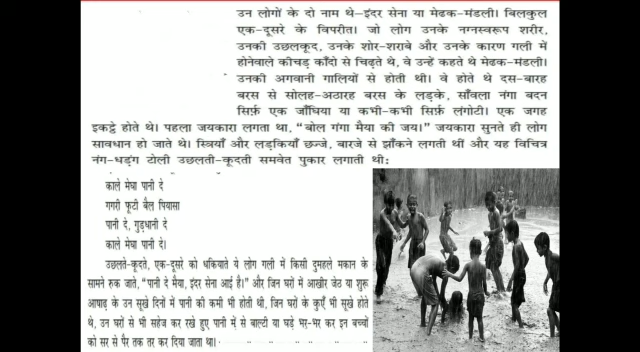 उन लोगों के दो नाम थे—इंदर सेना या मेढक-मंडली। बिलकुल
एक-दूसरे के विपरीत। जो लोग उनके नग्नस्वरूप शरीर,
उनकी उछलकूद, उनके शोर-शराबे और उनके कारण गली में
होनेवाले कीचड़ काँदो से चिढ़ते थे, वे उन्हें कहते थे मेढक-मंडली।
उनकी अगवानी गालियों से होती थी। वे होते थे दस-बारह
बरस से सोलह-अठारह बरस के लड़के, साँवला नंगा बदन
सिर्फ़ एक जाँघिया या कभी-कभी सिर्फ़ लंगोटी। एक जगह
इकट्ठे होते थे। पहला जयकारा लगता था, “बोल गंगा मैया की जय।” जयकारा सुनते ही लोग
सावधान हो जाते थे। स्त्रियाँ और लड़कियाँ छज्जे, बारजे से झाँकने लगती थीं और यह विचित्र
नंग-धड़ंग टोली उछलती-कूदती समवेत पुकार लगाती थी:
काले मेघा पानी दे
गगरी फूटी बैल पियासा
पानी दे, गुड़धानी दे
काले मेघा पानी दे।
उछलते-कूदते, एक-दूसरे को धकियाते ये लोग गली में किसी दुमहले मकान के
सामने रुक जाते, “पानी दे मैया, इंदर सेना आई है।” और जिन घरों में आखीर जेठ या शुरू
आषाढ़ के उन सूखे दिनों में पानी की कमी भी होती थी, जिन घरों के कुएँ भी सूखे होते
थे, उन घरों से भी सहेज कर रखे हुए पानी में से बाल्टी या घड़े भर-भर कर इन बच्चों
को सर से पैर तक तर कर दिया जाता था।